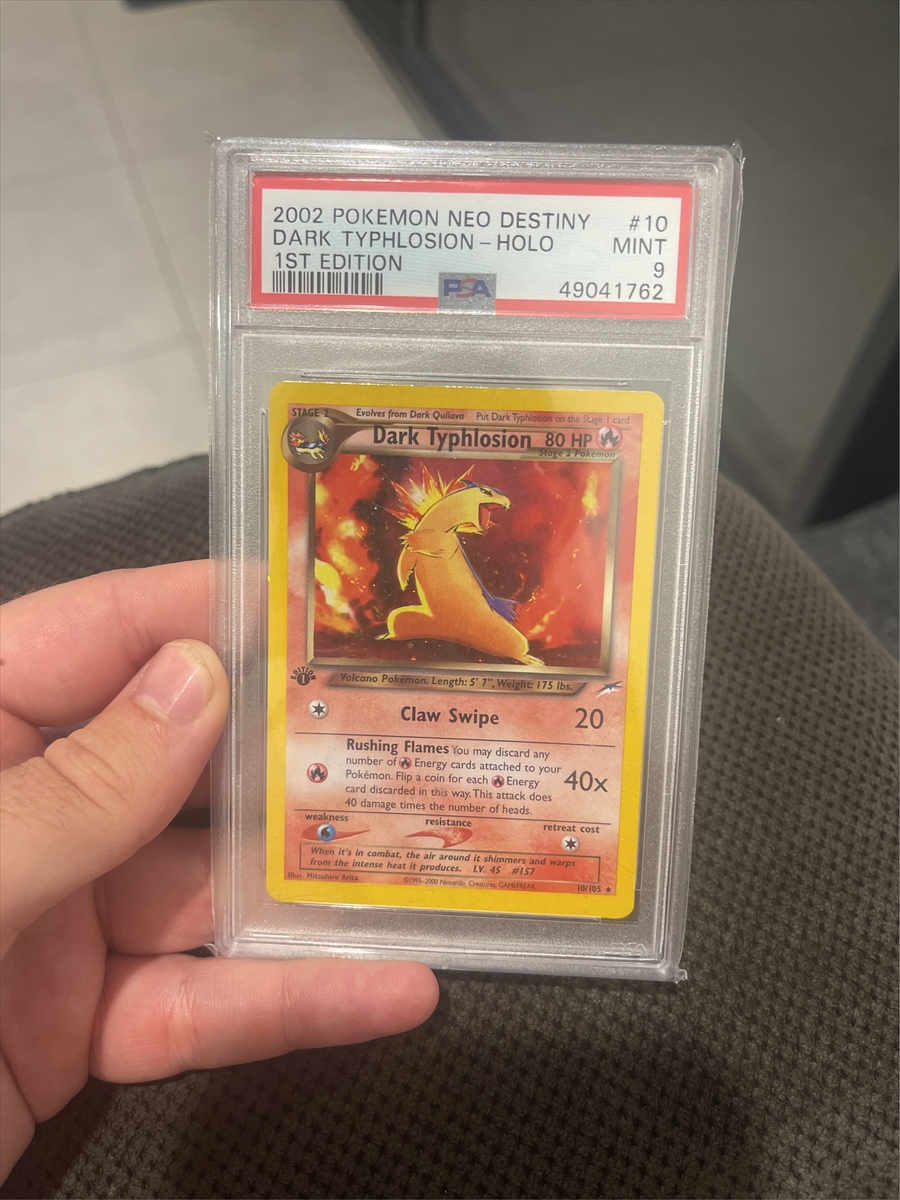 2002 POKEMON NEO DESTINY #10
DARK TYPHLOSION - HOLO MINT
1ST EDITION 9
PSA 49041762
STAGE 2 Evolves from Dark Quilava Put Dark Typhlosion on the Stage 1 card
Dark Typhlosion 80 HP
Stage 2 Pokémon
EDITION
1
Volcano Pokémon. Length: 5' 7", Weight: 175 lbs.
Claw Swipe 20
Rushing Flames You may discard any
number of Energy cards attached to your
Pokémon. Flip a coin for each Energy
card discarded in this way. This attack does
40 damage times the number of heads.
40x
weakness resistance retreat cost
When it's in combat, the air around it shimmers and warps
from the intense heat it produces. LV. 45 #157
Illus. Mitsuhiro Arita
©1995-2000 Nintendo, Creatures, GAMEFREAK.
10/105 ★